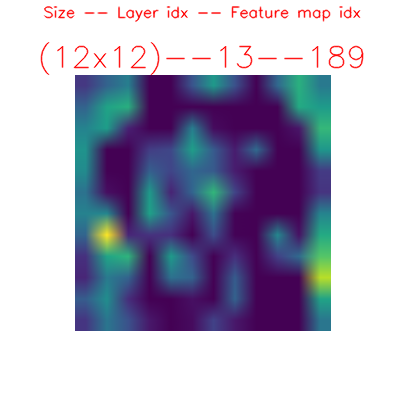 Size -- Layer idx -- Feature map idx
(12x12)--13--189